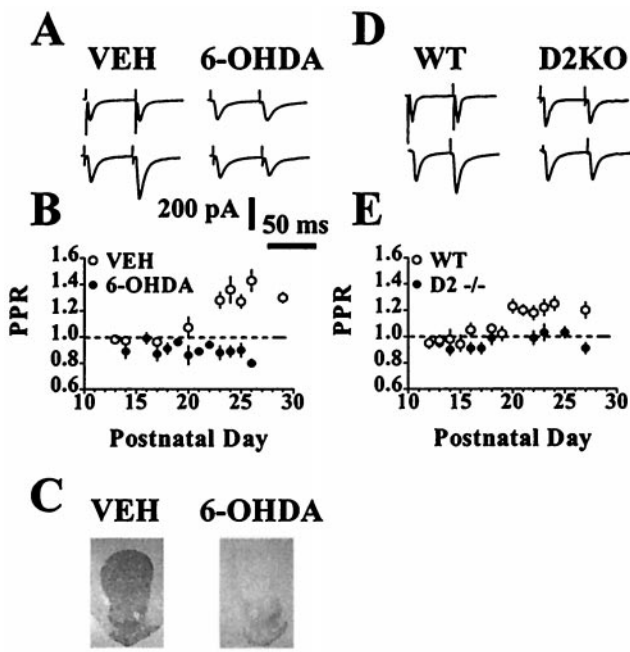 A
VEH 6-OHDA
200 pA
50 ms
B
VEH
6-OHDA
PPR
1.6
1.4
1.2
1.0
0.8
0.6
10 15 20 25 30
Postnatal Day
C
VEH 6-OHDA
D
WT D2KO
E
WT
D2 -/-
PPR
1.6
1.4
1.2
1.0
0.8
0.6
10 12 15 20 25 30
Postnatal Day